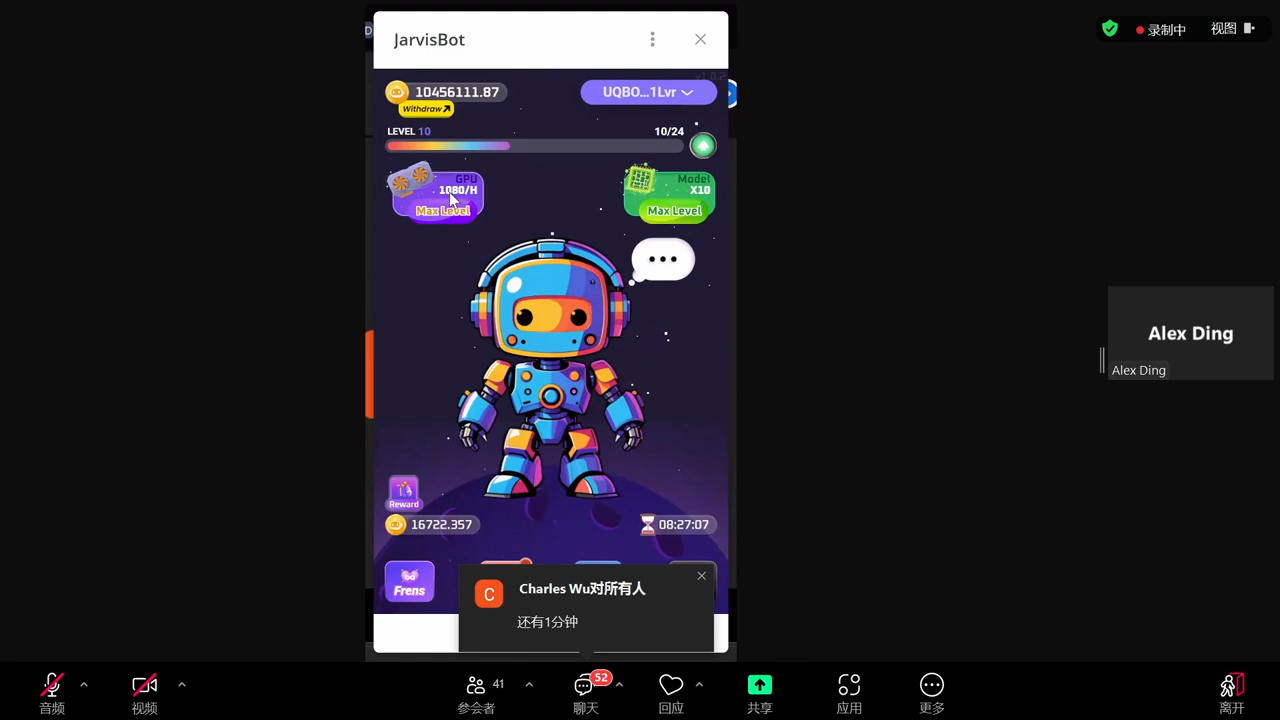 JarvisBot
录制中
视图
v1.0.2
10456111.87
UQBO...1Lvr
Withdraw
LEVEL 10
10/24
GPU
1080/H
Max Level
Model
X10
Max Level
Alex Ding
Alex Ding
Reward
16722.357
08:27:07
Frens
C
Charles Wu对所有人
还有1分钟
41
52
音频
视频
参会者
聊天
回应
共享
应用
更多
离开